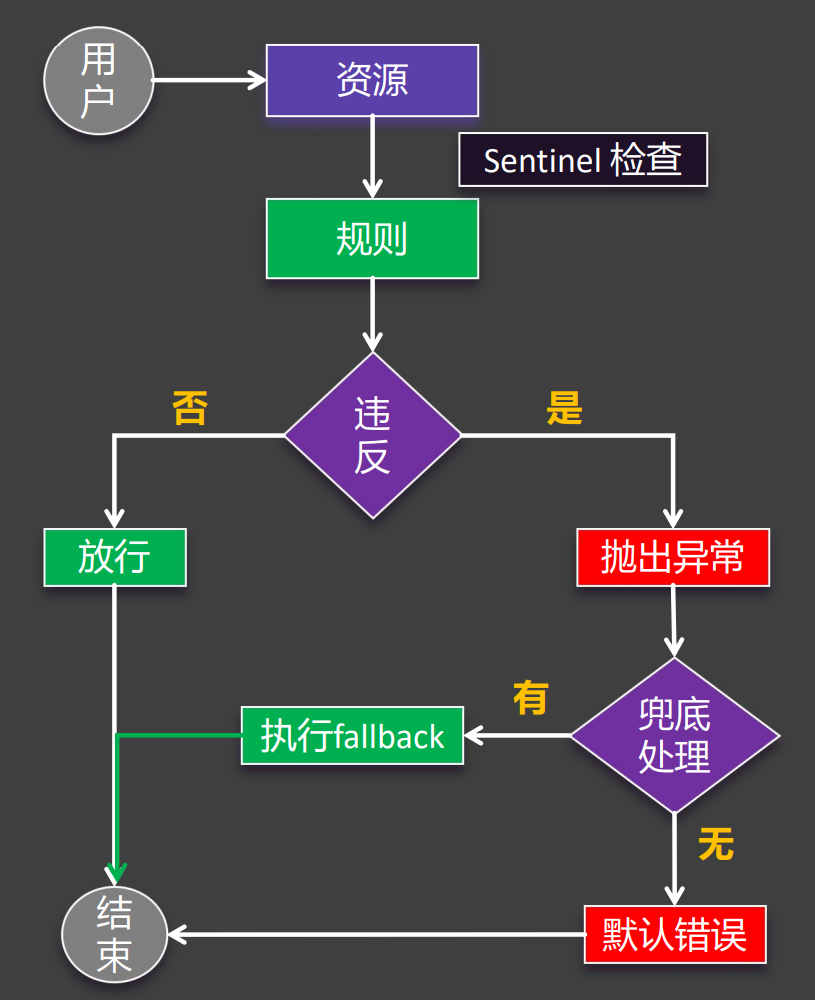 用
户
资源
Sentinel 检查
规则
违
反
否
是
放行
抛出异常
有
执行fallback
兜底
处理
无
结
束
默认错误